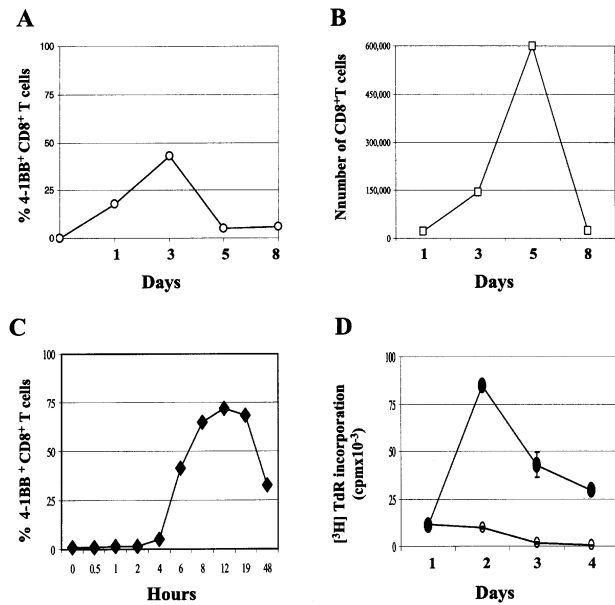 A
% 4-1BB⁺ CD8⁺ T cells
100
75
50
25
0
1 3 5 8
Days
B
Nnumber of CD8⁺T cells
600,000
450,000
300,000
150,000
0
1 3 5 8
Days
C
% 4-1BB ⁺ CD8⁺ T cells
100
75
50
25
0
0 0.5 1 2 4 6 8 12 19 48
Hours
D
[³H] TdR incorporation
(cpmx10⁻³)
100
75
50
25
0
1 2 3 4
Days